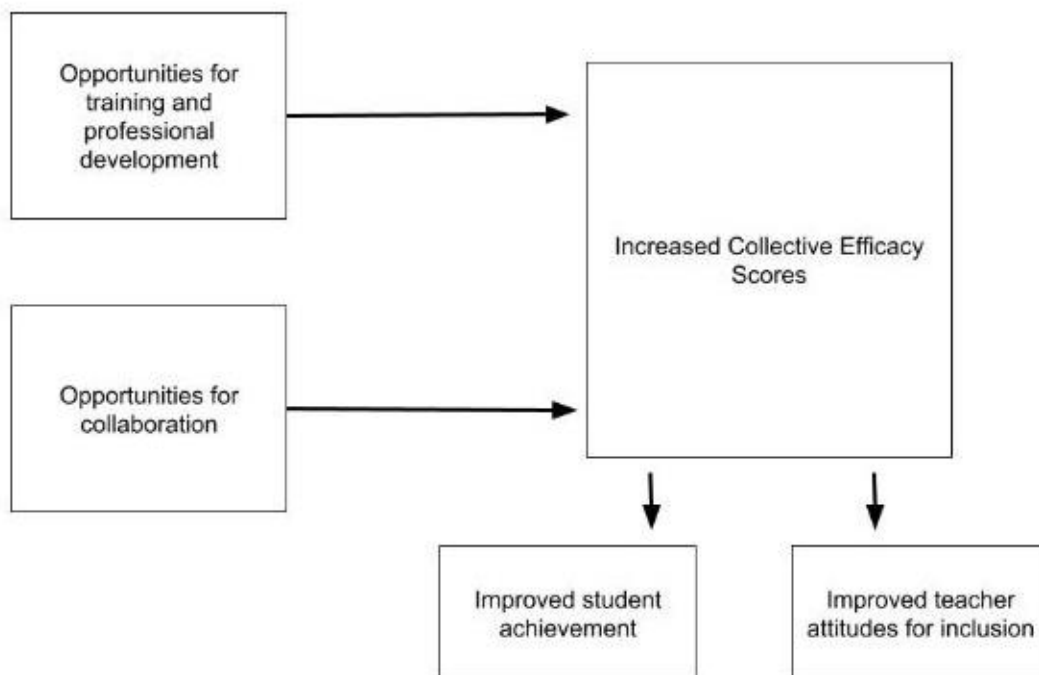 Opportunities for
training and
professional
development
Increased Collective Efficacy
Scores
Opportunities for
collaboration
Improved student
achievement
Improved teacher
attitudes for inclusion